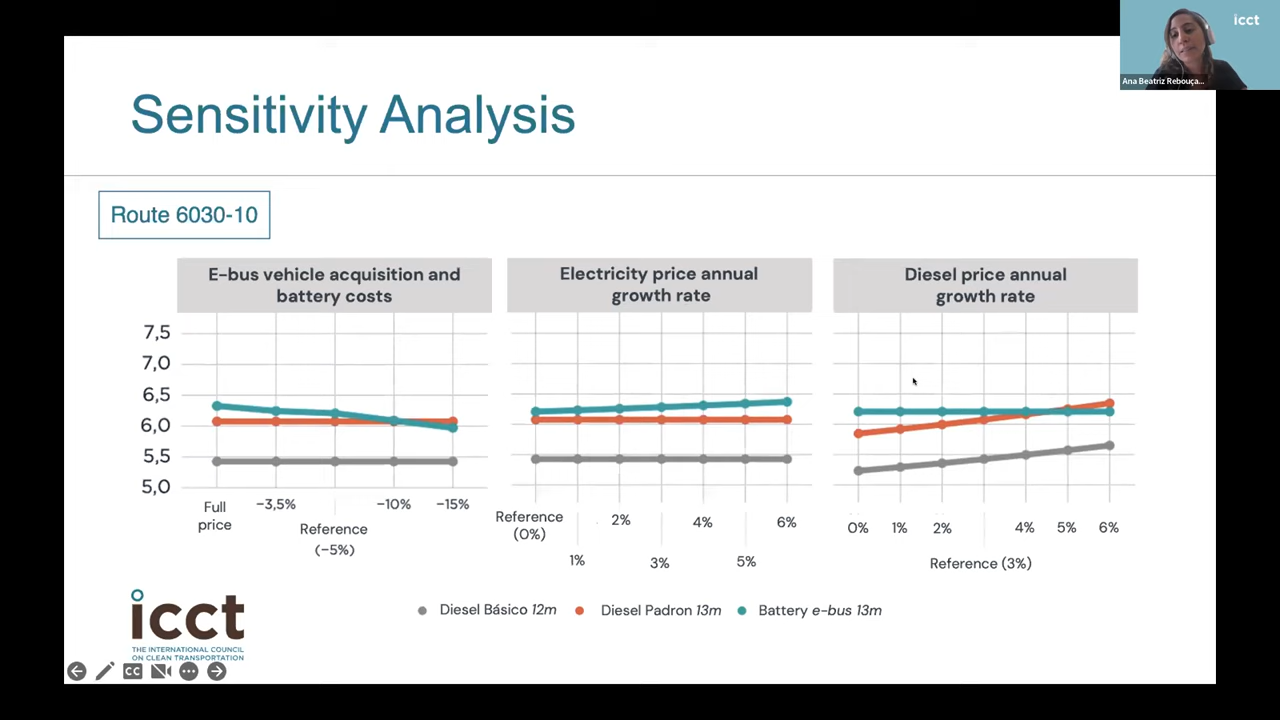 icct
Ana Beatriz Rebouça...
Sensitivity Analysis
Route 6030-10
E-bus vehicle acquisition and
battery costs
Electricity price annual
growth rate
Diesel price annual
growth rate
7,5
7,0
6,5
6,0
5,5
5,0
Full
price
−3,5%
Reference
(−5%)
−10%
−15%
Reference
(0%)
1%
2%
3%
4%
5%
6%
0%
1%
2%
Reference (3%)
4%
5%
6%
Diesel Básico 12m
Diesel Padron 13m
Battery e-bus 13m
icct
THE INTERNATIONAL COUNCIL
ON CLEAN TRANSPORTATION
CC